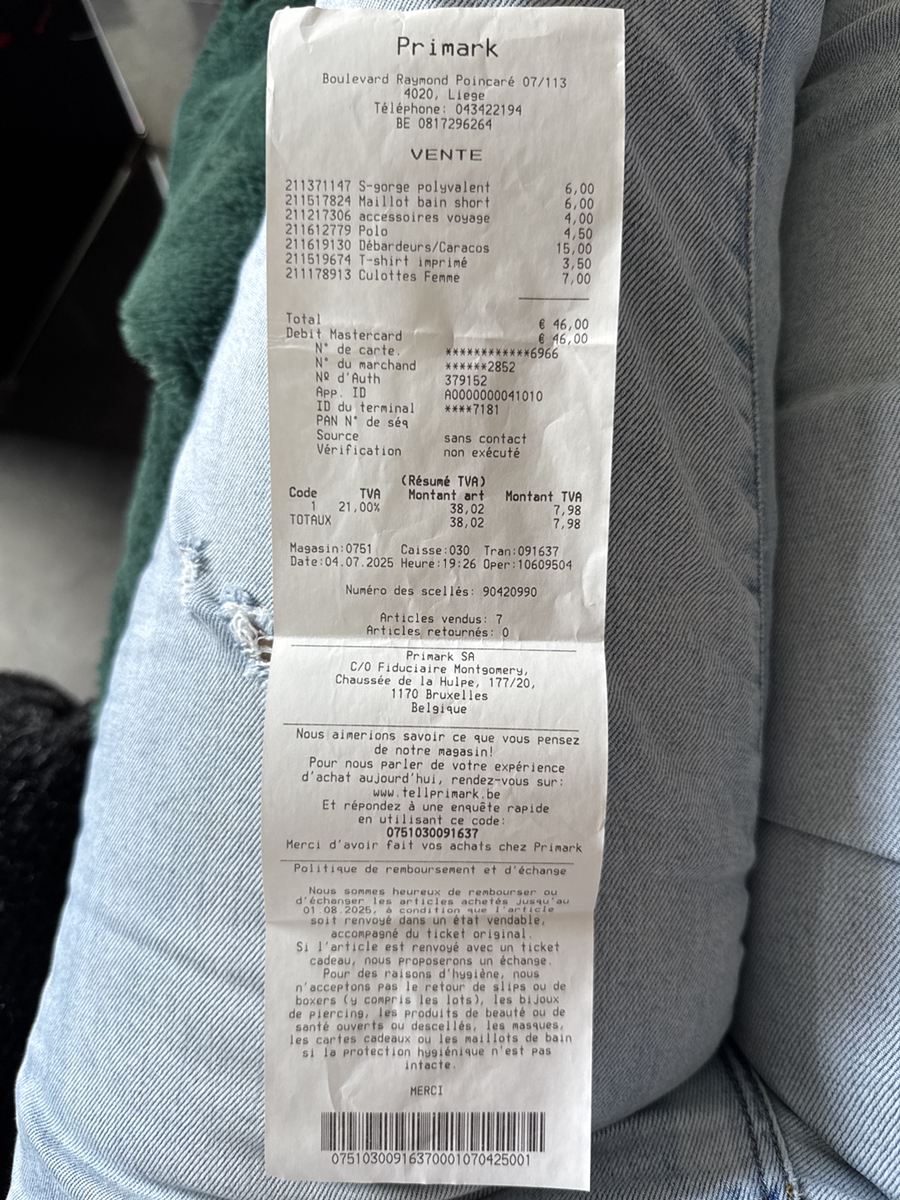 Primark
Boulevard Raymond Poincaré 07/113
4020, Liege
Téléphone: 043422194
BE 0817296264
VENTE
211371147 S-gorge polyvalent 6,00
211517824 Maillot bain short 6,00
211217306 accessoires voyage 4,00
211612779 Polo 4,50
211619130 Débardeurs/Caracos 15,00
211519674 T-shirt imprimé 3,50
211178913 Culottes Femme 7,00
Total € 46,00
Debit Mastercard € 46,00
N° de carte. ************6966
N° du marchand ******2852
Nº d'Auth 379152
App. ID A0000000041010
ID du terminal ****7181
PAN N° de séq
Source sans contact
Vérification non exécuté
(Résumé TVA)
Code TVA Montant art Montant TVA
1 21,00% 38,02 7,98
TOTAUX 38,02 7,98
Magasin:0751 Caisse:030 Tran:091637
Date:04.07.2025 Heure:19:26 Oper:10609504
Numéro des scellés: 90420990
Articles vendus: 7
Articles retournés: 0
Primark SA
C/O Fiduciaire Montgomery,
Chaussée de la Hulpe, 177/20,
1170 Bruxelles
Belgique
Nous aimerions savoir ce que vous pensez
de notre magasin!
Pour nous parler de votre expérience
d'achat aujourd'hui, rendez-vous sur:
www.tellprimark.be
Et répondez à une enquête rapide
en utilisant ce code:
0751030091637
Merci d'avoir fait vos achats chez Primark
Politique de remboursement et d'échange
Nous sommes heureux de rembourser ou
d'échanger les articles achetés jusqu'au
01.08.2025, à condition que l'article
soit renvoyé dans un état vendable,
accompagné du ticket original.
Si l'article est renvoyé avec un ticket
cadeau, nous proposerons un échange.
Pour des raisons d'hygiène, nous
n'acceptons pas le retour de slips ou de
boxers (y compris les lots), les bijoux
de piercing, les produits de beauté ou de
santé ouverts ou descellés, les masques,
les cartes cadeaux ou les maillots de bain
si la protection hygiénique n'est pas
intacte.
MERCI
07510300916370001070425001